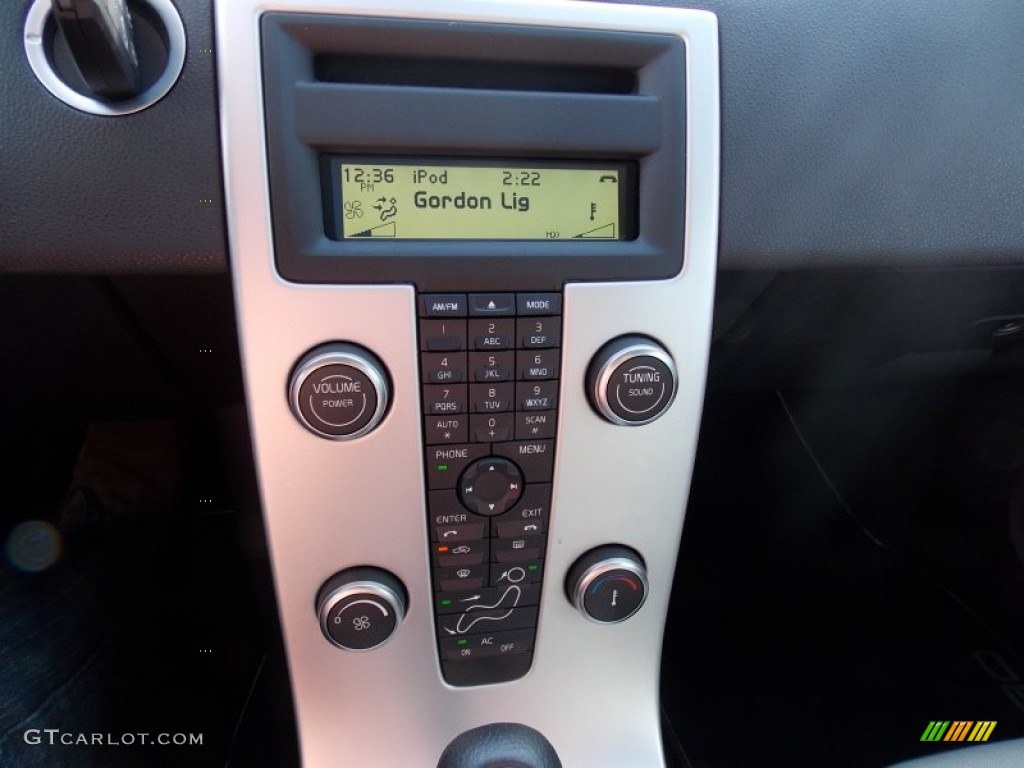 12:36 iPod 2:22
PM
Gordon Lig
HD)
AM/FM MODE
1 2 3
ABC DEF
4 5 6
GHI JKL MNO
7 8 9
PQRS TUV WXYZ
AUTO 0 SCAN
* + #
PHONE MENU
ENTER EXIT
AC
ON OFF
VOLUME
POWER
TUNING
SOUND
0
GTCARLOT.COM